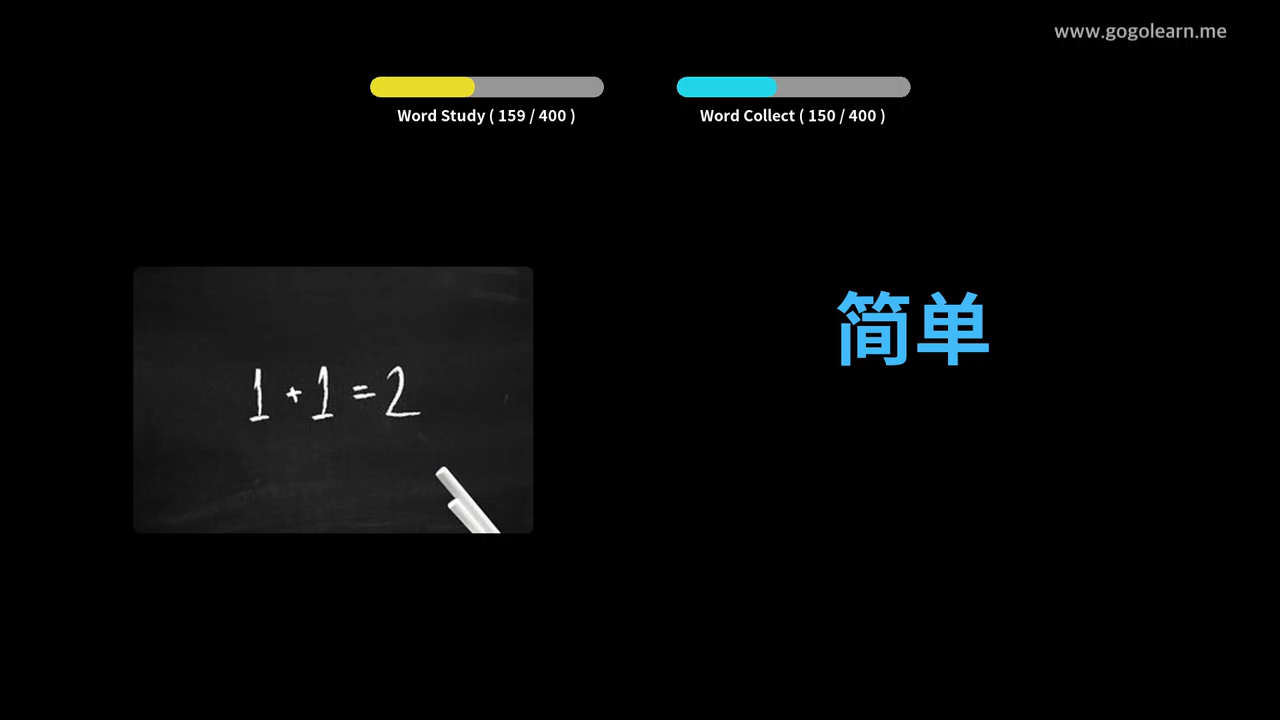 www.gogolearn.me
Word Study ( 159 / 400 )
Word Collect ( 150 / 400 )
简单
1 + 1 = 2